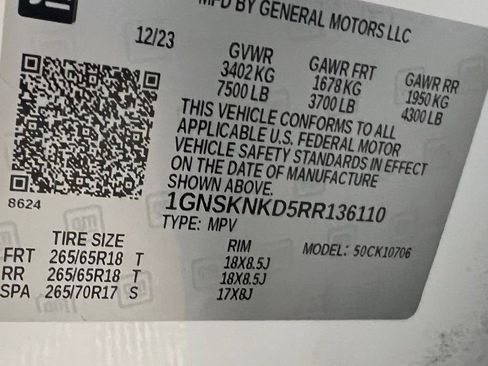 MFD BY GENERAL MOTORS LLC
12/23
GVWR GAWR FRT GAWR RR
3402 KG 1678 KG 1950 KG
7500 LB 3700 LB 4300 LB
THIS VEHICLE CONFORMS TO ALL
APPLICABLE U.S. FEDERAL MOTOR
VEHICLE SAFETY STANDARDS IN EFFECT
ON THE DATE OF MANUFACTURE
SHOWN ABOVE.
8624
1GNSKNKD5RR136110
TYPE: MPV
MODEL: 50CK10706
TIRE SIZE RIM
FRT 265/65R18 T 18X8.5J
RR 265/65R18 T 18X8.5J
SPA 265/70R17 S 17X8J